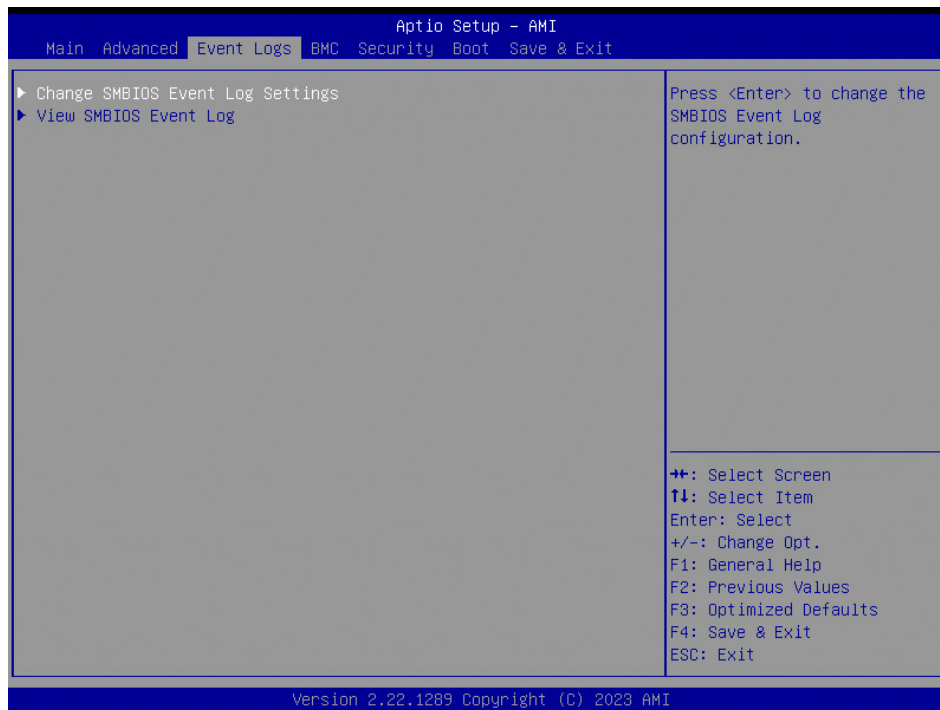 Aptio Setup – AMI
Main Advanced Event Logs BMC Security Boot Save & Exit
▶ Change SMBIOS Event Log Settings
▶ View SMBIOS Event Log
Press <Enter> to change the
SMBIOS Event Log
configuration.
→←: Select Screen
↑↓: Select Item
Enter: Select
+/-: Change Opt.
F1: General Help
F2: Previous Values
F3: Optimized Defaults
F4: Save & Exit
ESC: Exit
Version 2.22.1289 Copyright (C) 2023 AMI